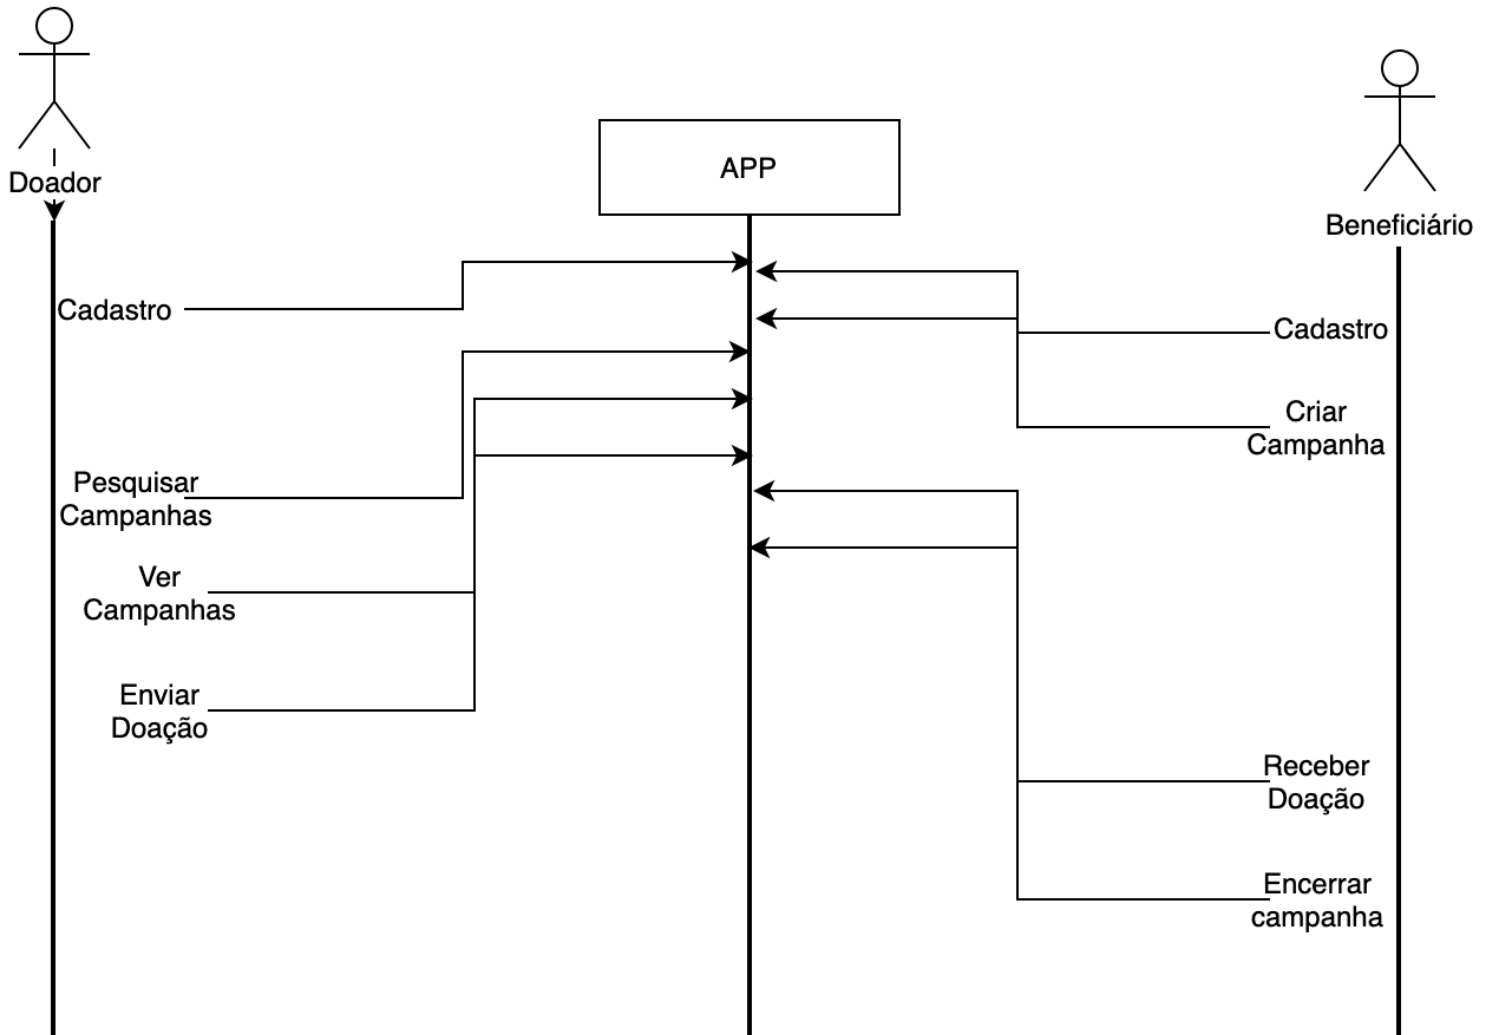 Doador
APP
Beneficiário
Cadastro
Cadastro
Criar
Campanha
Pesquisar
Campanhas
Ver
Campanhas
Enviar
Doação
Receber
Doação
Encerrar
campanha